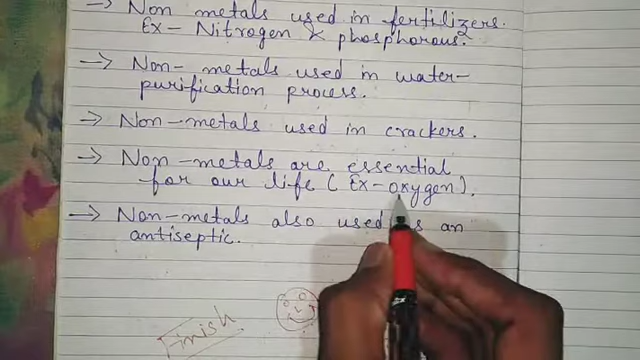 → Non metals used in fertilizers.
Ex- Nitrogen & phosphorous.
→ Non- metals used in water-
purification process.
→ Non-metals used in crackers.
→ Non-metals are essential
for our life (Ex-oxygen).
→ Non-metals also used as an
antiseptic.
Finish